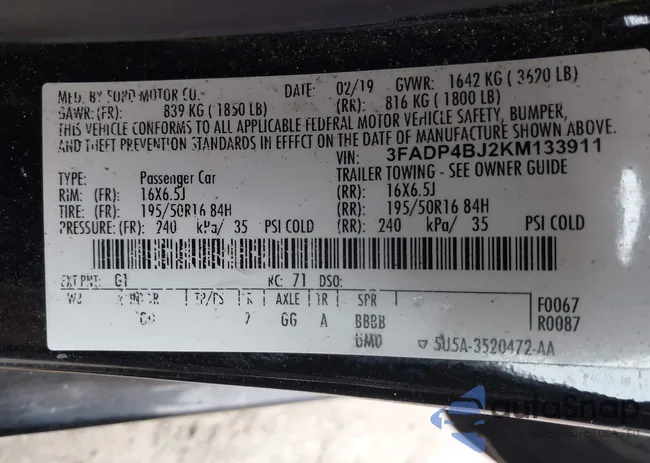 MFD. BY FORD MOTOR CO. DATE: 02/19 GVWR: 1642 KG ( 3620 LB)
GAWR: (FR): 839 KG ( 1850 LB) (RR): 816 KG ( 1800 LB)
THIS VEHICLE CONFORMS TO ALL APPLICABLE FEDERAL MOTOR VEHICLE SAFETY, BUMPER,
AND THEFT PREVENTION STANDARDS IN EFFECT ON THE DATE OF MANUFACTURE SHOWN ABOVE.
VIN: 3FADP4BJ2KM133911
TYPE: Passenger Car TRAILER TOWING - SEE OWNER GUIDE
RIM: (FR): 16X6.5J (RR): 16X6.5J
TIRE: (FR): 195/50R16 84H (RR): 195/50R16 84H
PRESSURE: (FR): 240 kPa/ 35 PSI COLD (RR): 240 kPa/ 35 PSI COLD
EXT PNT: G1 RC: 71 DSO:
WB TP/PS R AXLE TR SPR F0067
7 GG A BBBB R0087
5U5A-3520472-AA
autoSnap